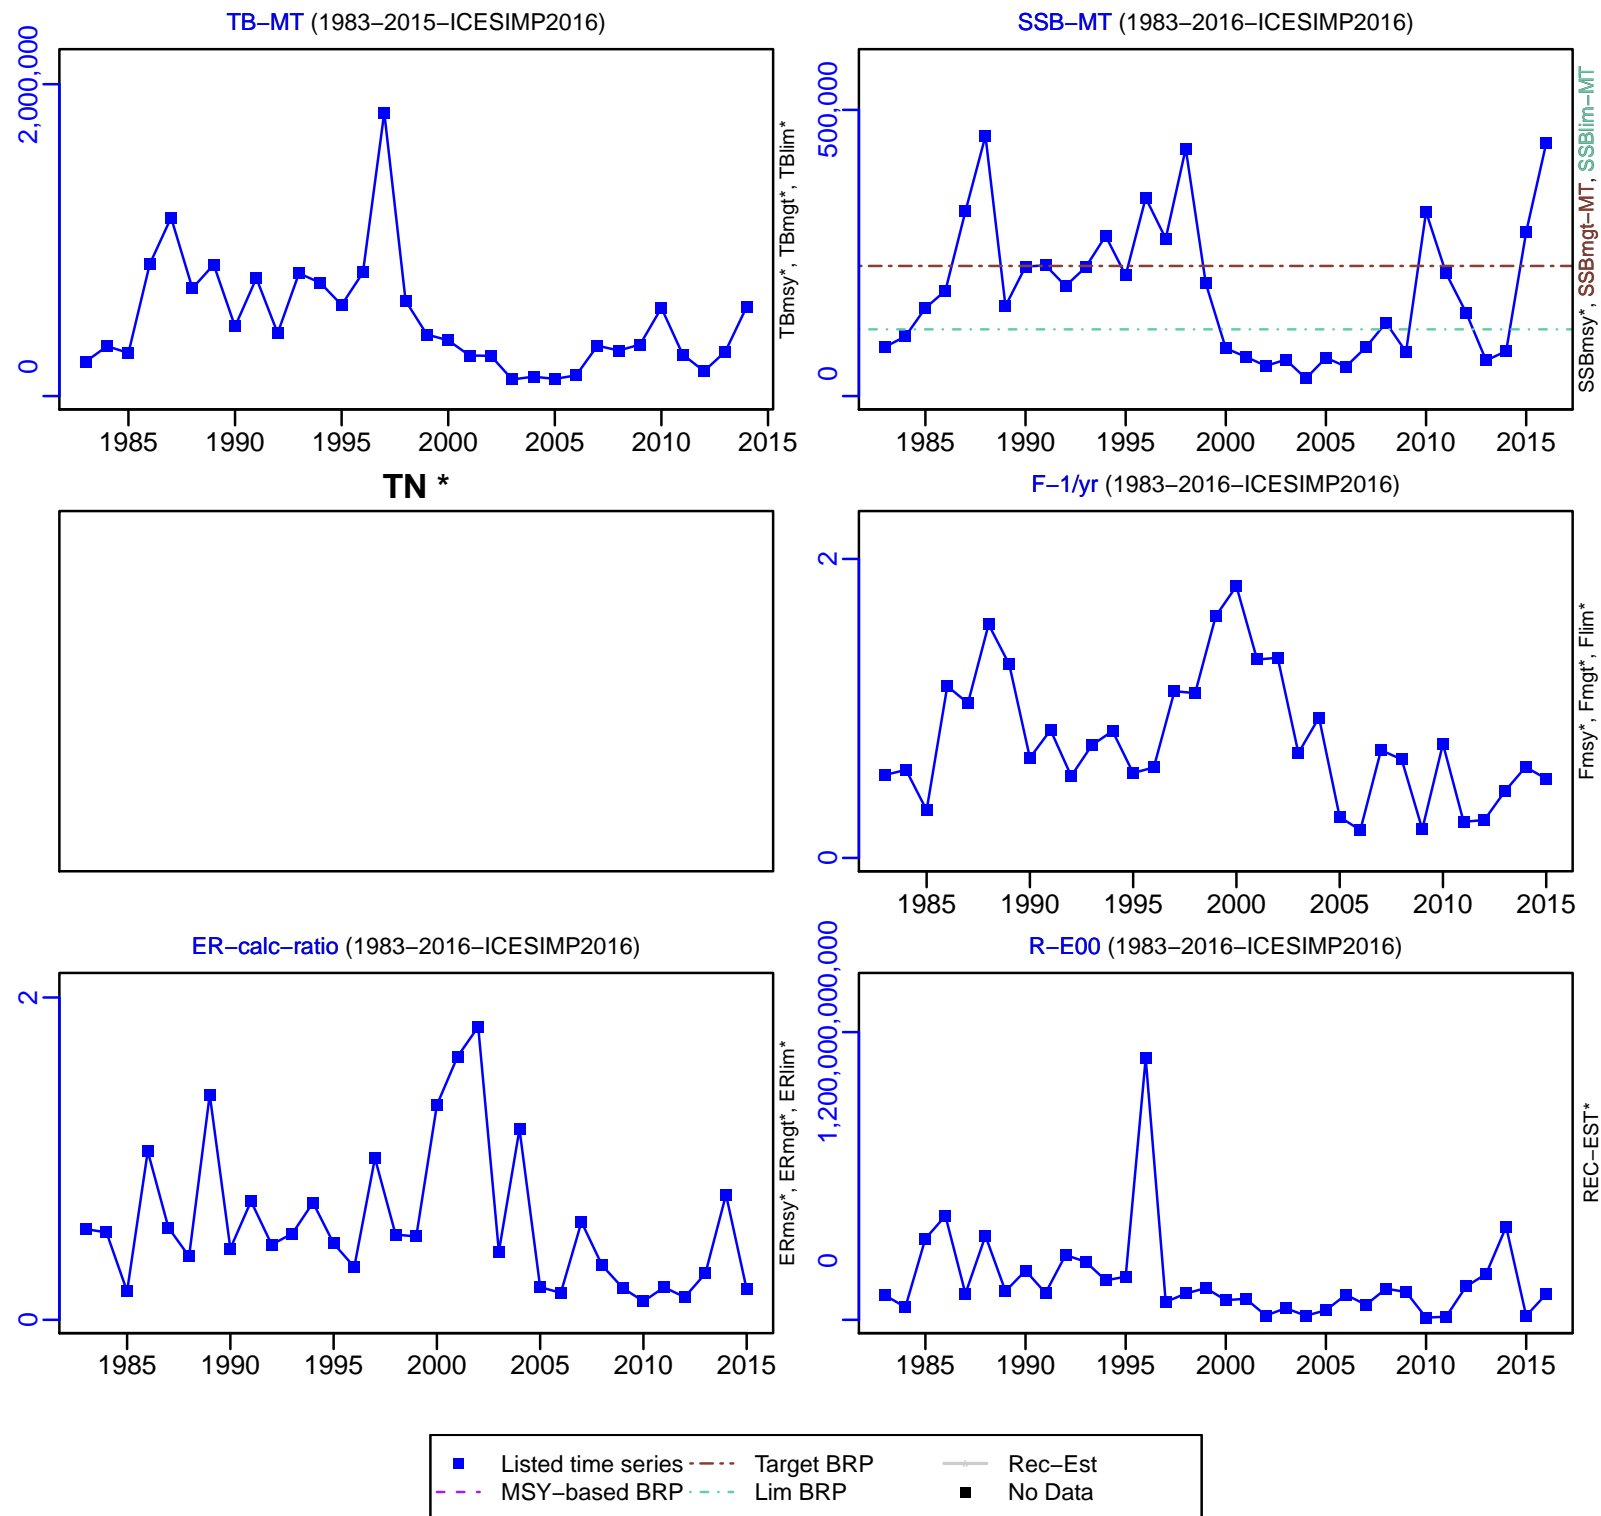 TB−MT (1983−2015−ICESIMP2016)
2,000,000
0
TBmsy*, TBmgt*, TBlim*
1985 1990 1995 2000 2005 2010 2015
SSB−MT (1983−2016−ICESIMP2016)
500,000
0
SSBmsy*, SSBmgt−MT, SSBlim−MT
1985 1990 1995 2000 2005 2010 2015
TN *
F−1/yr (1983−2016−ICESIMP2016)
2
0
Fmsy*, Fmgt*, Flim*
1985 1990 1995 2000 2005 2010 2015
ER−calc−ratio (1983−2016−ICESIMP2016)
2
0
ERmsy*, ERmgt*, ERlim*
1985 1990 1995 2000 2005 2010 2015
R−E00 (1983−2016−ICESIMP2016)
1,200,000,000,000
0
REC−EST*
1985 1990 1995 2000 2005 2010 2015
Listed time series Target BRP Rec−Est
MSY−based BRP Lim BRP No Data